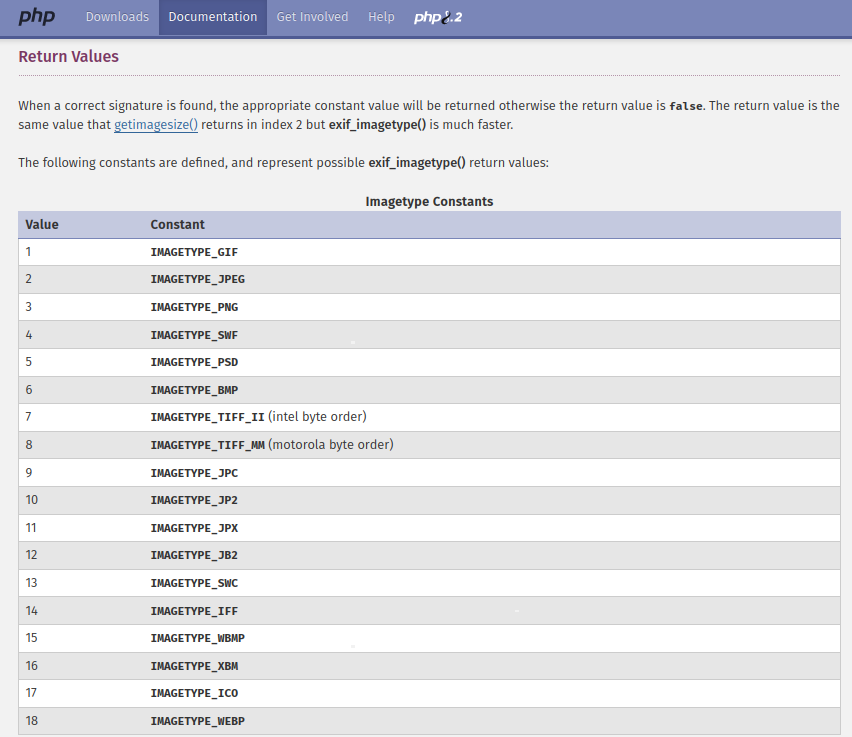 php Downloads Documentation Get Involved Help php8.2
Return Values
When a correct signature is found, the appropriate constant value will be returned otherwise the return value is false. The return value is the
same value that getimagesize() returns in index 2 but exif_imagetype() is much faster.
The following constants are defined, and represent possible exif_imagetype() return values:
Imagetype Constants
Value Constant
1 IMAGETYPE_GIF
2 IMAGETYPE_JPEG
3 IMAGETYPE_PNG
4 IMAGETYPE_SWF
5 IMAGETYPE_PSD
6 IMAGETYPE_BMP
7 IMAGETYPE_TIFF_II (intel byte order)
8 IMAGETYPE_TIFF_MM (motorola byte order)
9 IMAGETYPE_JPC
10 IMAGETYPE_JP2
11 IMAGETYPE_JPX
12 IMAGETYPE_JB2
13 IMAGETYPE_SWC
14 IMAGETYPE_IFF
15 IMAGETYPE_WBMP
16 IMAGETYPE_XBM
17 IMAGETYPE_ICO
18 IMAGETYPE_WEBP